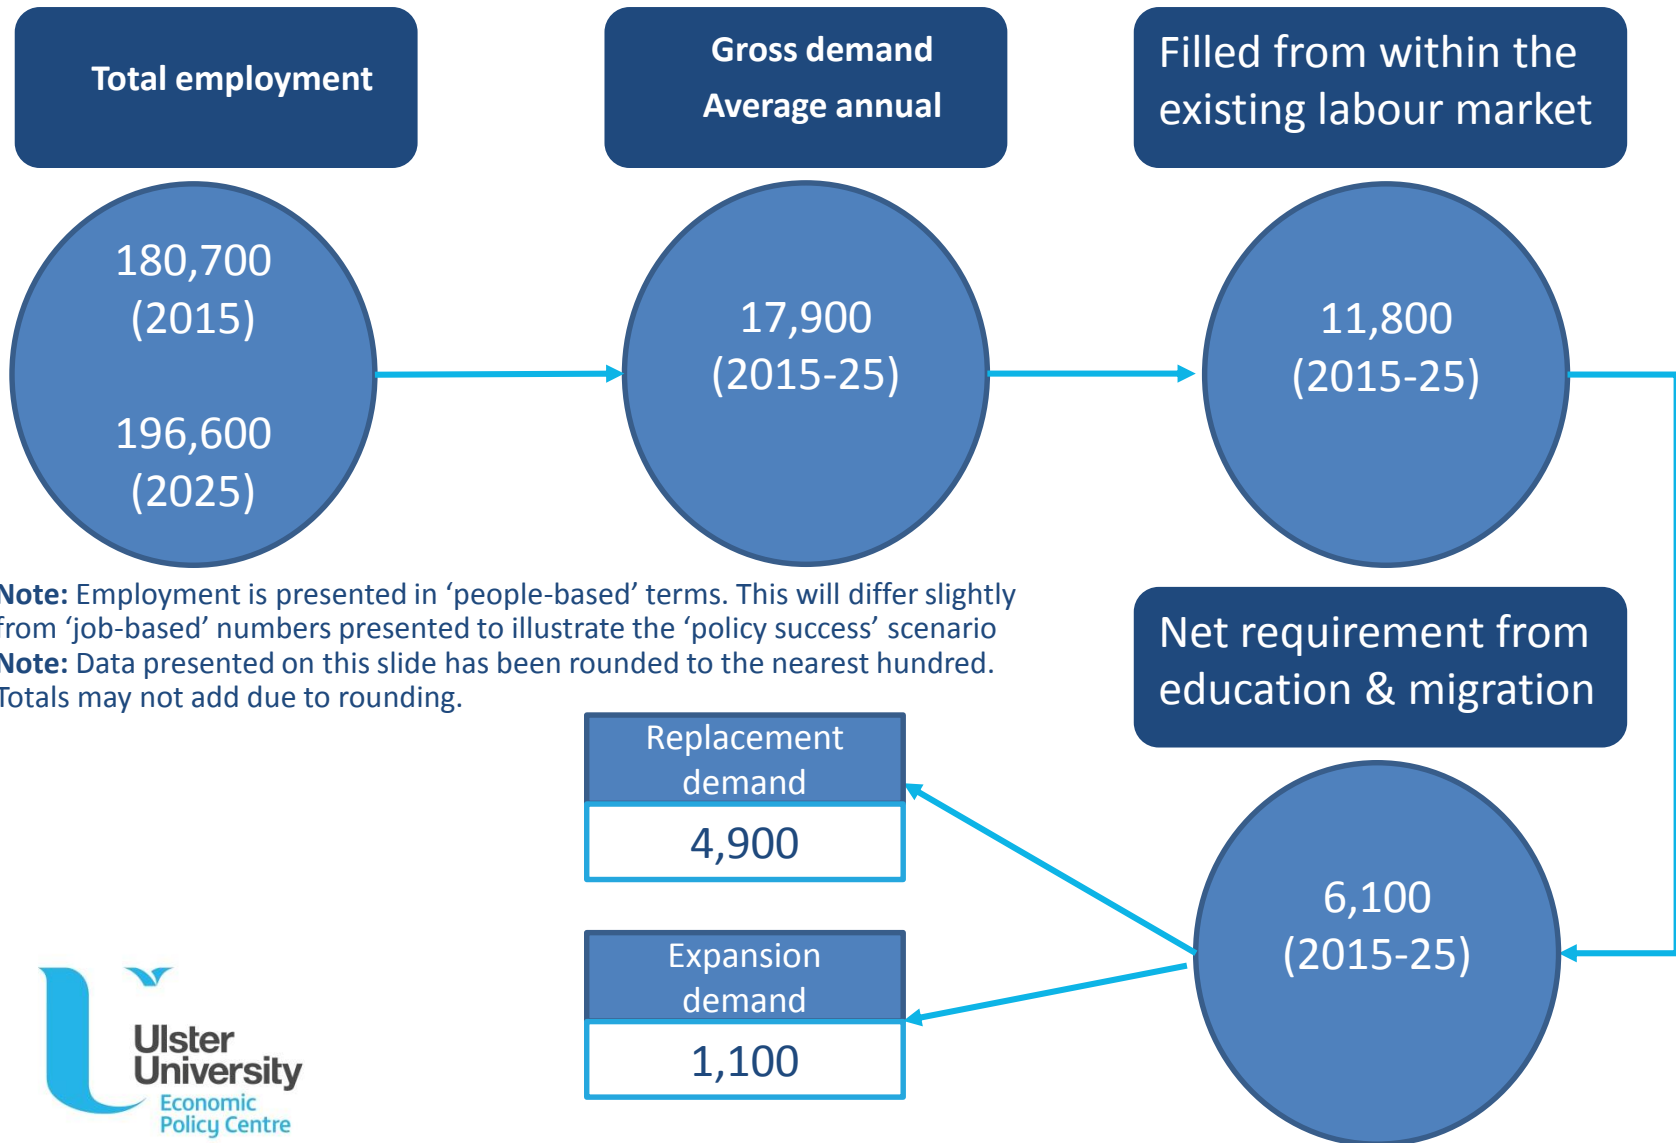 Total employment
Gross demand
Average annual
Filled from within the
existing labour market
180,700
(2015)
196,600
(2025)
17,900
(2015-25)
11,800
(2015-25)
Note: Employment is presented in ‘people-based’ terms. This will differ slightly
from ‘job-based’ numbers presented to illustrate the ‘policy success’ scenario
Note: Data presented on this slide has been rounded to the nearest hundred.
Totals may not add due to rounding.
Net requirement from
education & migration
Replacement
demand
4,900
6,100
(2015-25)
Expansion
demand
1,100
Ulster
University
Economic
Policy Centre